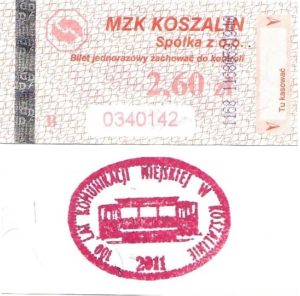 MZK KOSZALIN
Spółka z o.o.
Bilet jednorazowy zachować do kontroli
2,60 zł
B
0340142
Tu kasować
100 LAT KOMUNIKACJI MIEJSKIEJ W KOSZALINIE
2011